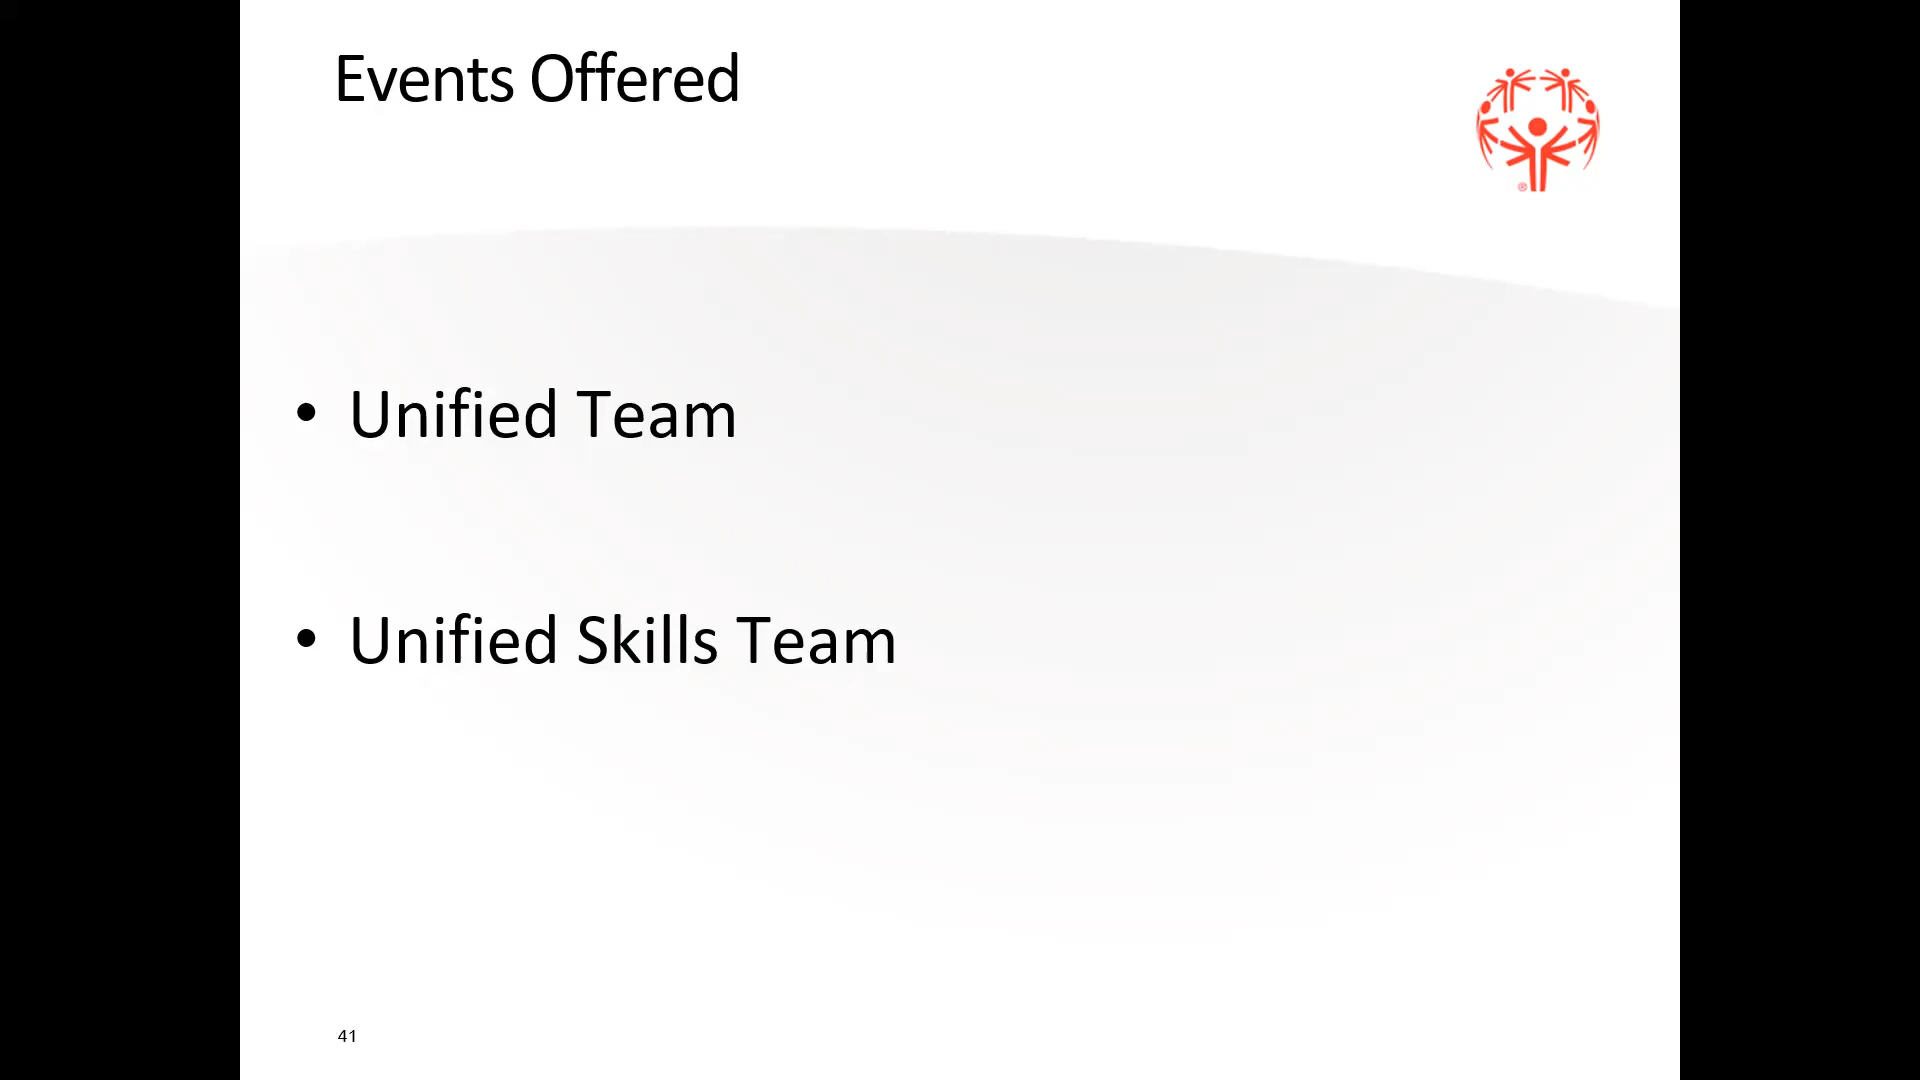 Events Offered
®
• Unified Team
• Unified Skills Team
41